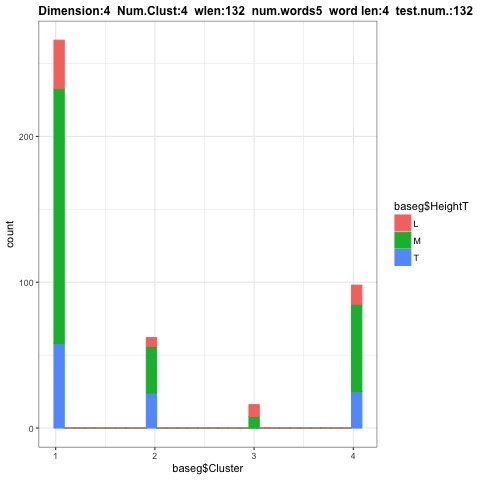 Dimension:4 Num.Clust:4 wlen:132 num.words5 word len:4 test.num.:132
count
200
100
0
1 2 3 4
baseg$Cluster
baseg$HeightT
L
M
T